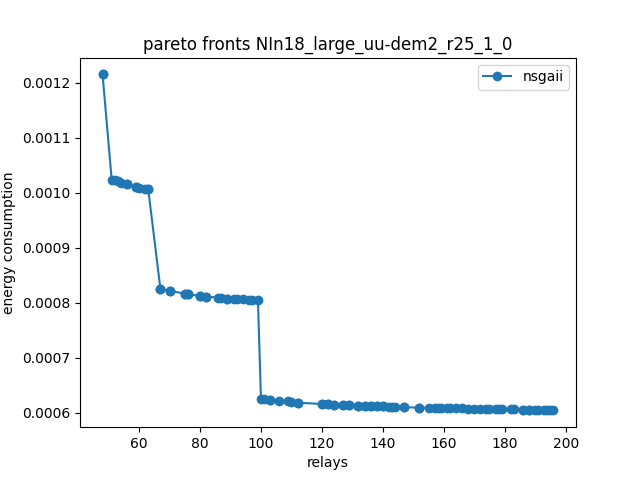 pareto fronts NIn18_large_uu-dem2_r25_1_0
nsgaii
0.0012
0.0011
0.0010
0.0009
0.0008
0.0007
0.0006
energy consumption
60 80 100 120 140 160 180 200
relays